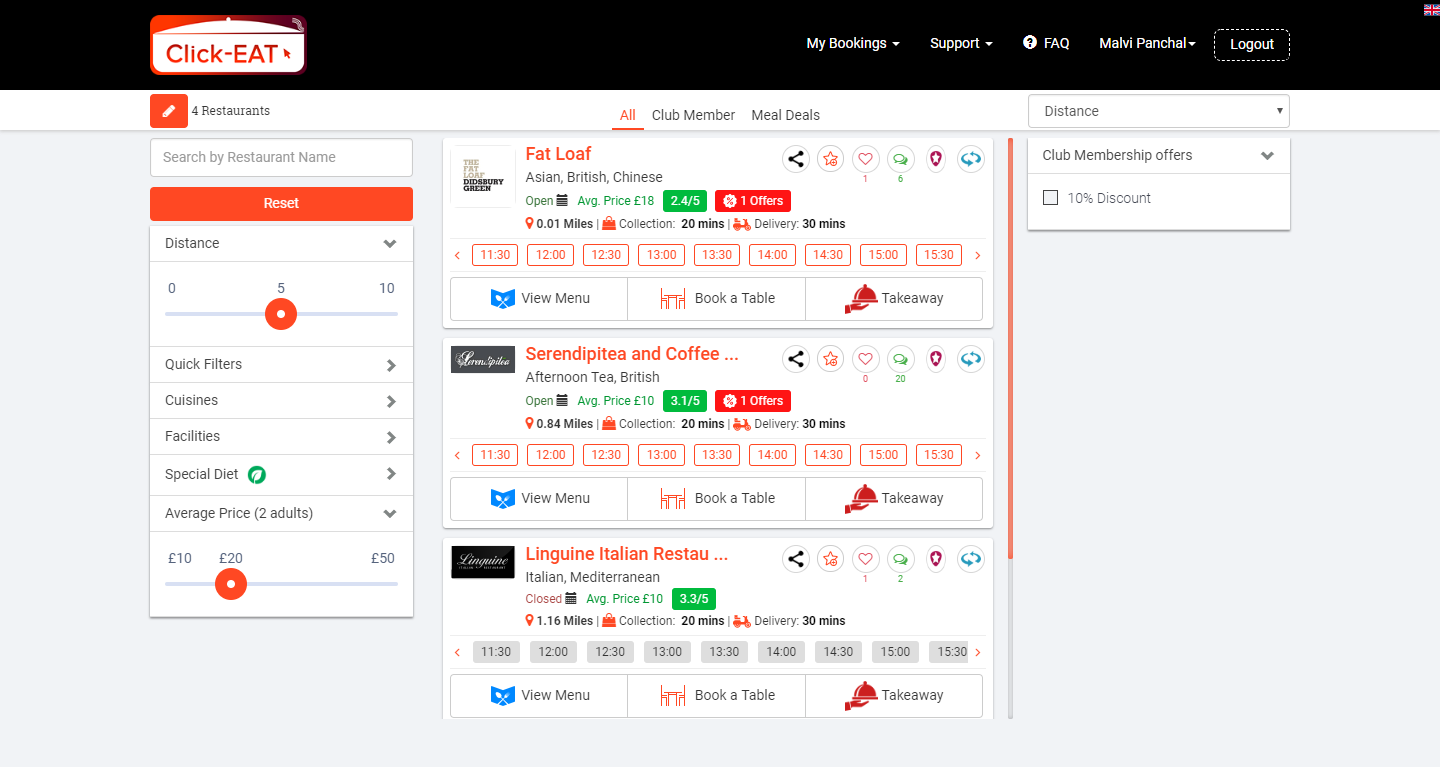 Click-EAT
My Bookings
Support
FAQ
Malvi Panchal
Logout
4 Restaurants
All
Club Member
Meal Deals
Distance
Search by Restaurant Name
Reset
Distance
0 5 10
Quick Filters
Cuisines
Facilities
Special Diet
Average Price (2 adults)
£10 £20 £50
THE
FAT
LOAF
DIDSBURY
GREEN
Fat Loaf
1 6
Asian, British, Chinese
Open Avg. Price £18 2.4/5 1 Offers
0.01 Miles | Collection: 20 mins | Delivery: 30 mins
11:30 12:00 12:30 13:00 13:30 14:00 14:30 15:00 15:30
View Menu Book a Table Takeaway
Serendipitea
Serendipitea and Coffee ...
0 20
Afternoon Tea, British
Open Avg. Price £10 3.1/5 1 Offers
0.84 Miles | Collection: 20 mins | Delivery: 30 mins
11:30 12:00 12:30 13:00 13:30 14:00 14:30 15:00 15:30
View Menu Book a Table Takeaway
Linguine
ITALIAN RESTAURANT
Linguine Italian Restau ...
1 2
Italian, Mediterranean
Closed Avg. Price £10 3.3/5
1.16 Miles | Collection: 20 mins | Delivery: 30 mins
11:30 12:00 12:30 13:00 13:30 14:00 14:30 15:00 15:30
View Menu Book a Table Takeaway
Club Membership offers
10% Discount